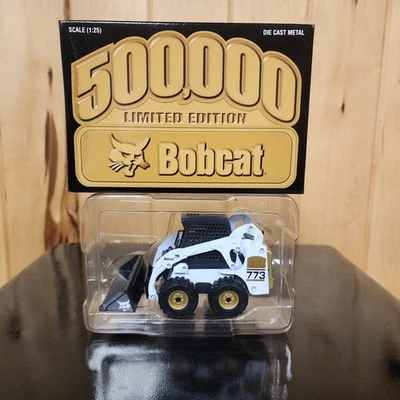 SCALE (1:25)
DIE CAST METAL
500,000
LIMITED EDITION
Bobcat
773